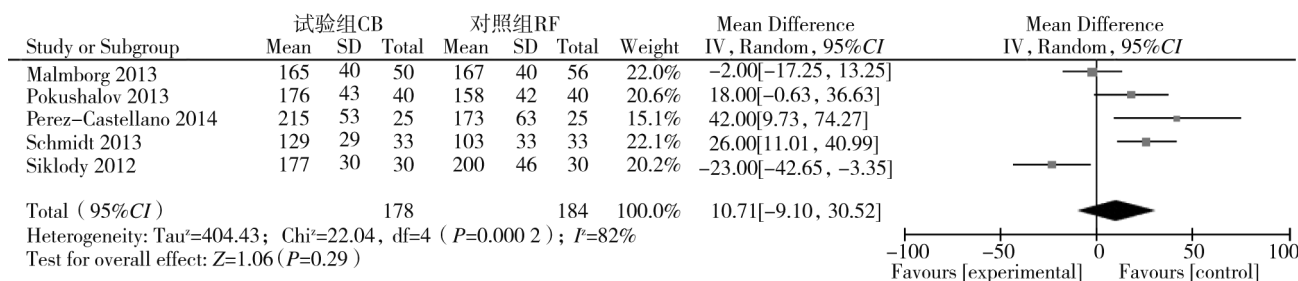 试验组CB 对照组RF Mean Difference Mean Difference
Study or Subgroup Mean SD Total Mean SD Total Weight IV, Random, 95%CI IV, Random, 95%CI
Malmborg 2013 165 40 50 167 40 56 22.0% −2.00[−17.25, 13.25]
Pokushalov 2013 176 43 40 158 42 40 20.6% 18.00[−0.63, 36.63]
Perez−Castellano 2014 215 53 25 173 63 25 15.1% 42.00[9.73, 74.27]
Schmidt 2013 129 29 33 103 33 33 22.1% 26.00[11.01, 40.99]
Siklody 2012 177 30 30 200 46 30 20.2% −23.00[−42.65, −3.35]
Total（95%CI） 178 184 100.0% 10.71[−9.10, 30.52]
Heterogeneity: Tau²=404.43; Chi²=22.04, df=4（P=0.000 2）; I²=82%
Test for overall effect: Z=1.06(P=0.29）
−100 −50 0 50 100
Favours [experimental] Favours [control]